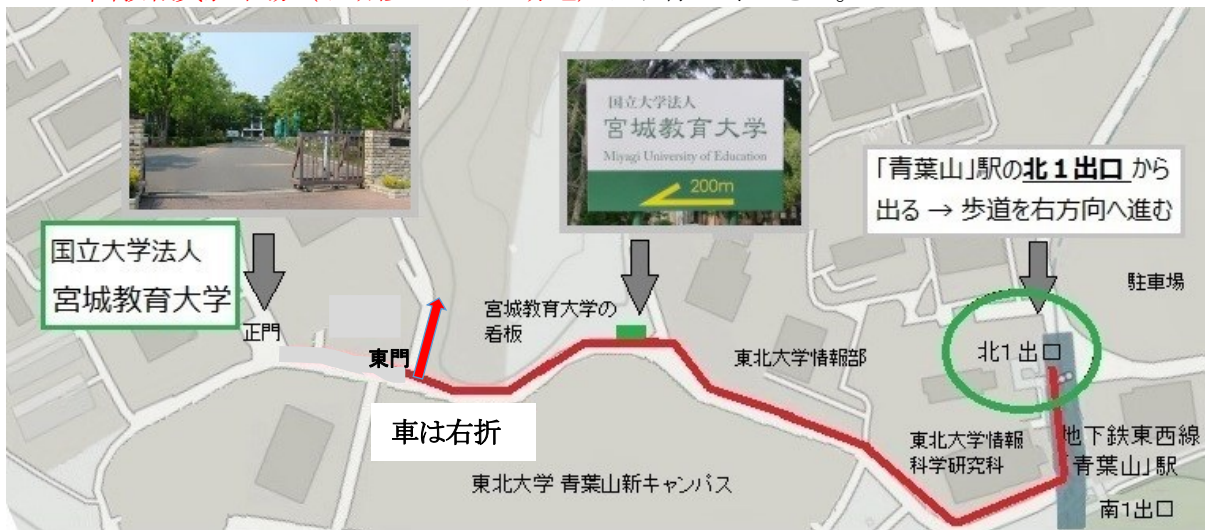 国立大学法人
宮城教育大学
Miyagi University of Education
200m
「青葉山」駅の北1出口 から
出る → 歩道を右方向へ進む
国立大学法人
宮城教育大学
駐車場
正門
宮城教育大学の
看板
東門
東北大学情報部
北1出口
車は右折
東北大学情報
科学研究科
地下鉄東西線
「青葉山」駅
東北大学 青葉山新キャンパス
南1出口